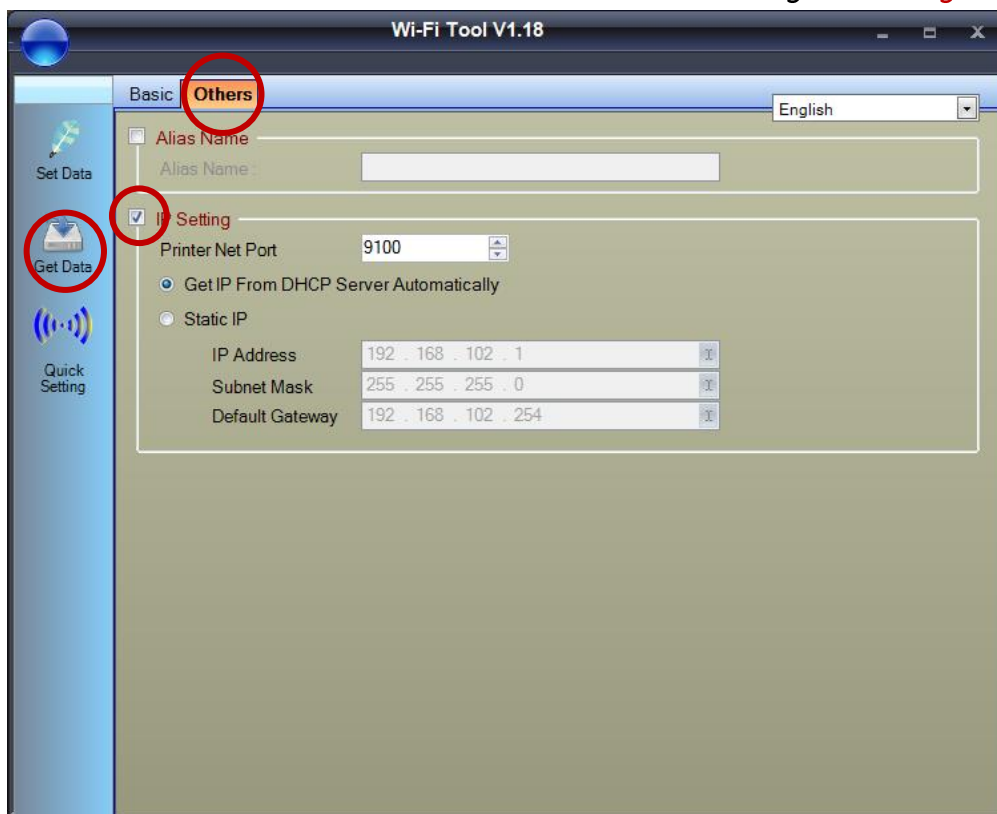 Wi-Fi Tool V1.18
Basic Others
English
Alias Name
Set Data
Alias Name :
IP Setting
Printer Net Port 9100
Get Data
Get IP From DHCP Server Automatically
Static IP
IP Address 192 . 168 . 102 . 1
Quick
Setting
Subnet Mask 255 . 255 . 255 . 0
Default Gateway 192 . 168 . 102 . 254